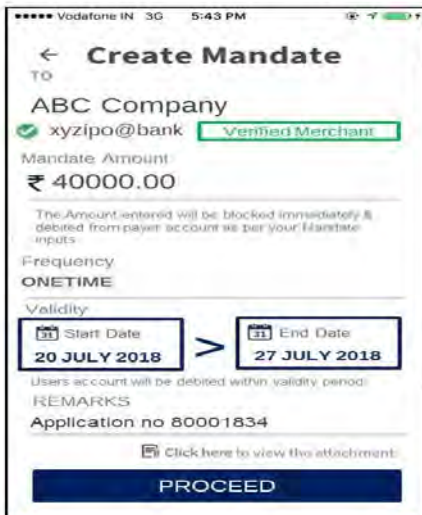 Vodafone IN 3G 5:43 PM
← Create Mandate
TO
ABC Company
xyzipo@bank Verified Merchant
Mandate Amount
₹ 40000.00
The Amount entered will be blocked immediately &
debited from payer account as per your Mandate
inputs
Frequency
ONETIME
Validity
31 Start Date > 31 End Date
20 JULY 2018 27 JULY 2018
Users account will be debited within validity period.
REMARKS
Application no 80001834
Click here to view the attachment
PROCEED